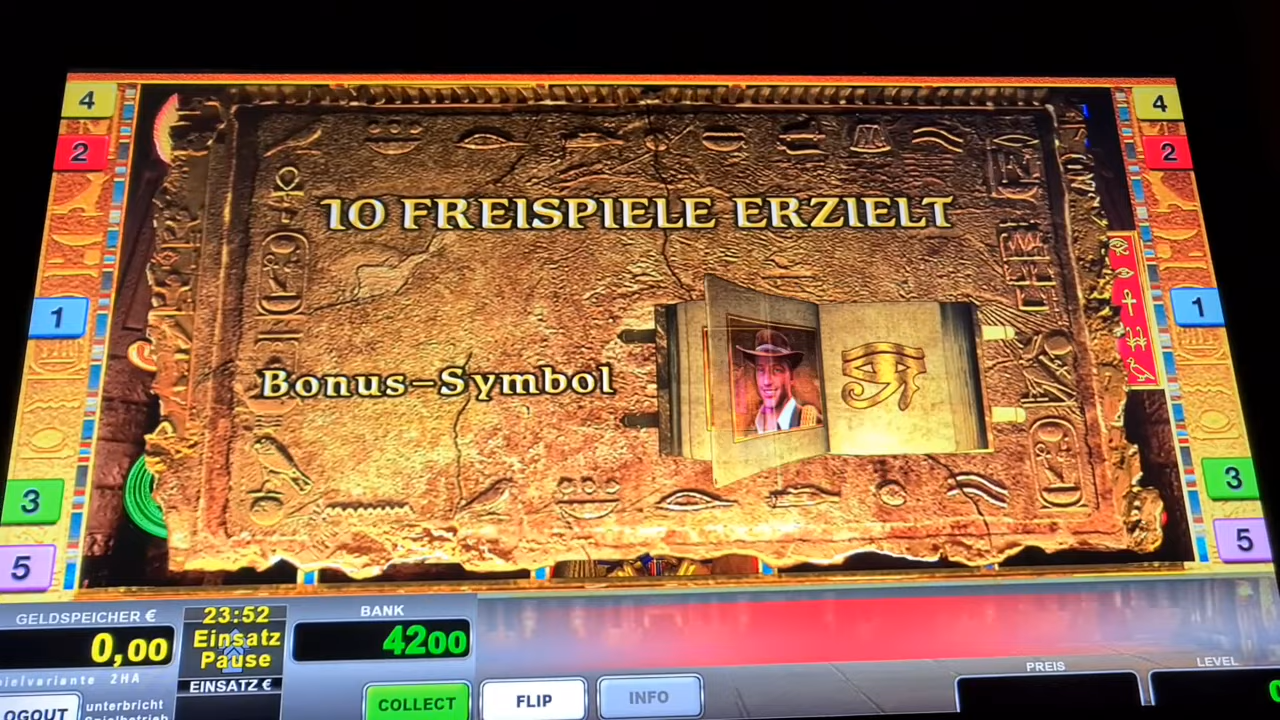 4
4
2
2
10 FREISPIELE ERZIELT
1
1
Bonus-Symbol
3
3
5
5
GELDSPEICHER €
0,00
23:52
Einsatz
Pause
EINSATZ €
BANK
4200
COLLECT
FLIP
INFO
PREIS
LEVEL
unterbricht